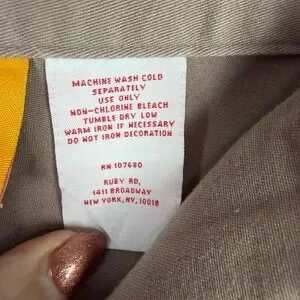 MACHINE WASH COLD
SEPARATELY
USE ONLY
NON-CHLORINE BLEACH
TUMBLE DRY LOW
WARM IRON IF NECESSARY
DO NOT IRON DECORATION
RN 107680
RUBY RD,
1411 BROADWAY
NEW YORK, NY, 10018